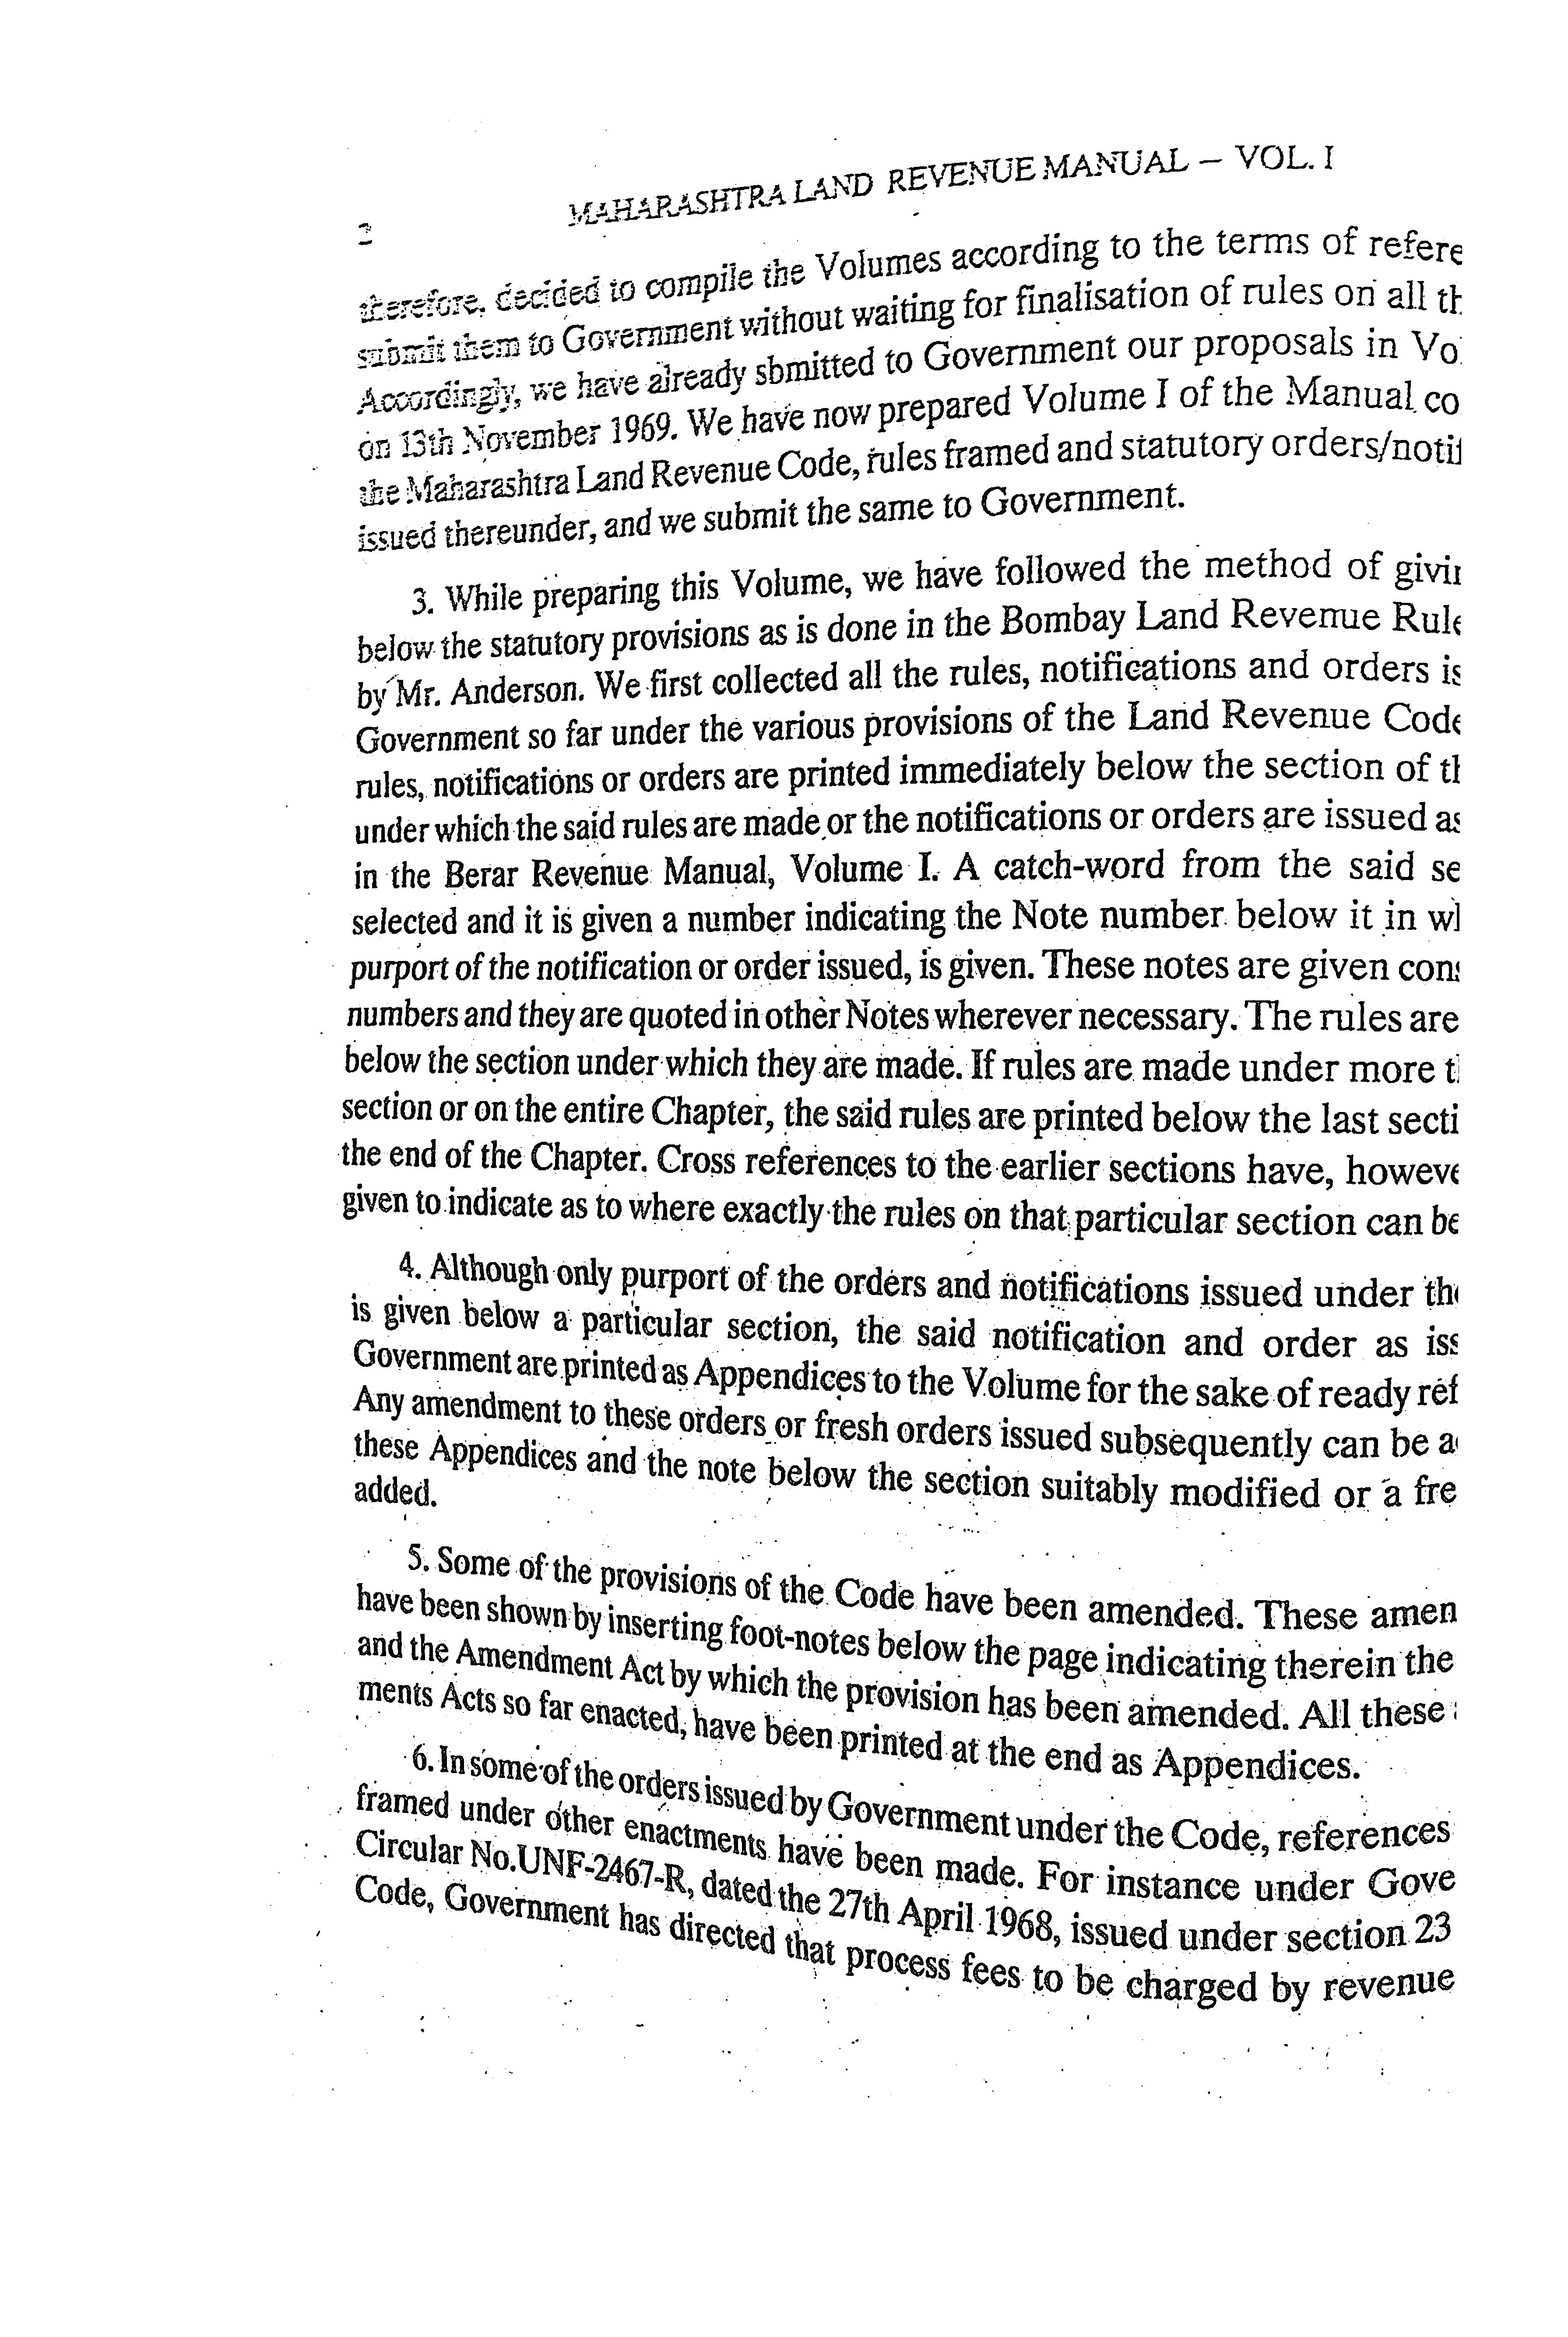 2
MAHARASHTRA LAND REVENUE MANUAL – VOL. I
therefore, decided to compile the Volumes according to the terms of refere
submit them to Government without waiting for finalisation of rules on all th
Accordingly, we have already sbmitted to Government our proposals in Vo
on 13th November 1969. We have now prepared Volume I of the Manual co
the Maharashtra Land Revenue Code, rules framed and statutory orders/notif
issued thereunder, and we submit the same to Government.
3. While preparing this Volume, we have followed the method of givin
below the statutory provisions as is done in the Bombay Land Revenue Rule
by Mr. Anderson. We first collected all the rules, notifications and orders is
Government so far under the various provisions of the Land Revenue Code
rules, notifications or orders are printed immediately below the section of th
under which the said rules are made or the notifications or orders are issued as
in the Berar Revenue Manual, Volume I. A catch-word from the said se
selected and it is given a number indicating the Note number below it in wh
purport of the notification or order issued, is given. These notes are given cons
numbers and they are quoted in other Notes wherever necessary. The rules are
below the section under which they are made. If rules are made under more t
section or on the entire Chapter, the said rules are printed below the last secti
the end of the Chapter. Cross references to the earlier sections have, howeve
given to indicate as to where exactly the rules on that particular section can be
4. Although only purport of the orders and notifications issued under the
is given below a particular section, the said notification and order as iss
Government are printed as Appendices to the Volume for the sake of ready ref
Any amendment to these orders or fresh orders issued subsequently can be a
these Appendices and the note below the section suitably modified or a fre
added.
5. Some of the provisions of the Code have been amended. These amen
have been shown by inserting foot-notes below the page indicating therein the
and the Amendment Act by which the provision has been amended. All these
ments Acts so far enacted, have been printed at the end as Appendices.
6. In some of the orders issued by Government under the Code, references
framed under other enactments have been made. For instance under Gove
Circular No.UNF-2467-R, dated the 27th April 1968, issued under section 23
Code, Government has directed that process fees to be charged by revenue